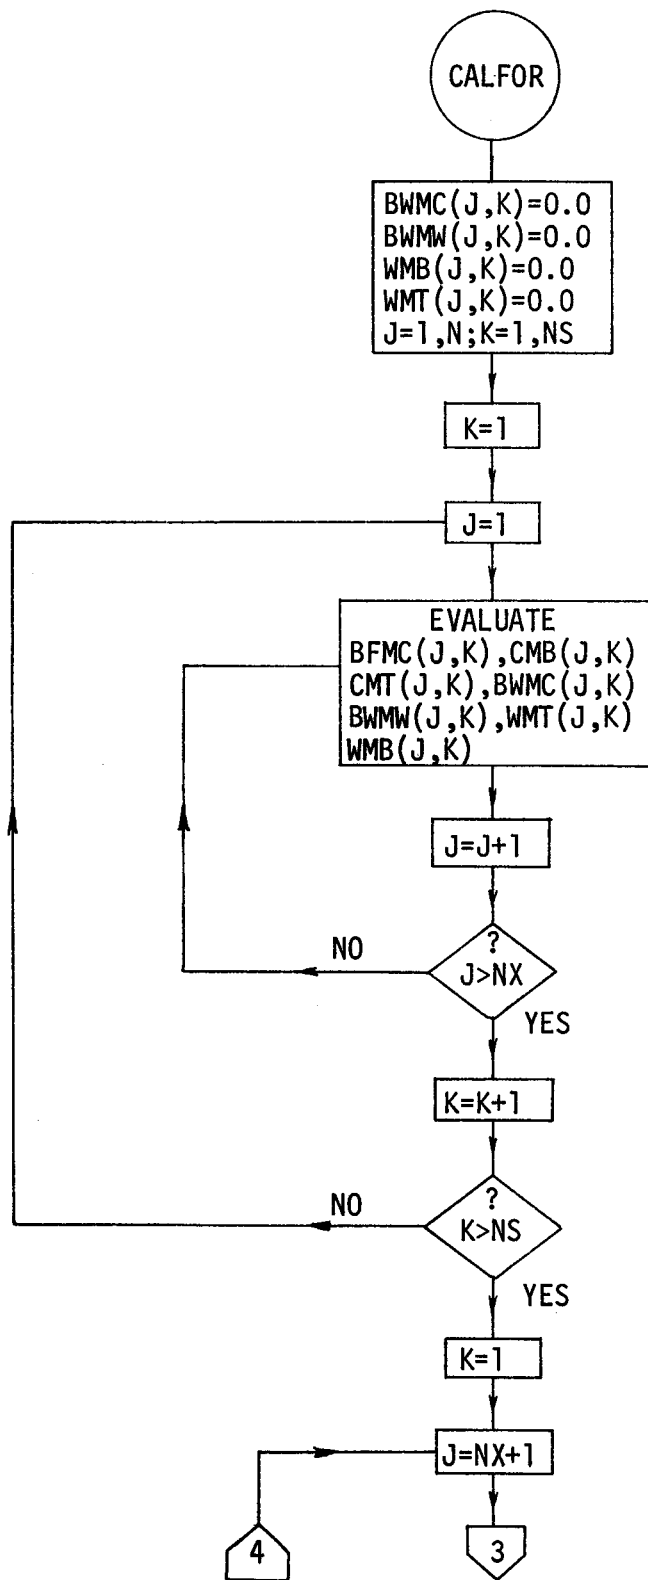 CALFOR
BWMC(J,K)=0.0
BWMW(J,K)=0.0
WMB(J,K)=0.0
WMT(J,K)=0.0
J=1,N;K=1,NS
K=1
J=1
EVALUATE
BFMC(J,K),CMB(J,K)
CMT(J,K),BWMC(J,K)
BWMW(J,K),WMT(J,K)
WMB(J,K)
J=J+1
?
NO
J>NX
YES
K=K+1
?
NO
K>NS
YES
K=1
J=NX+1
4
3